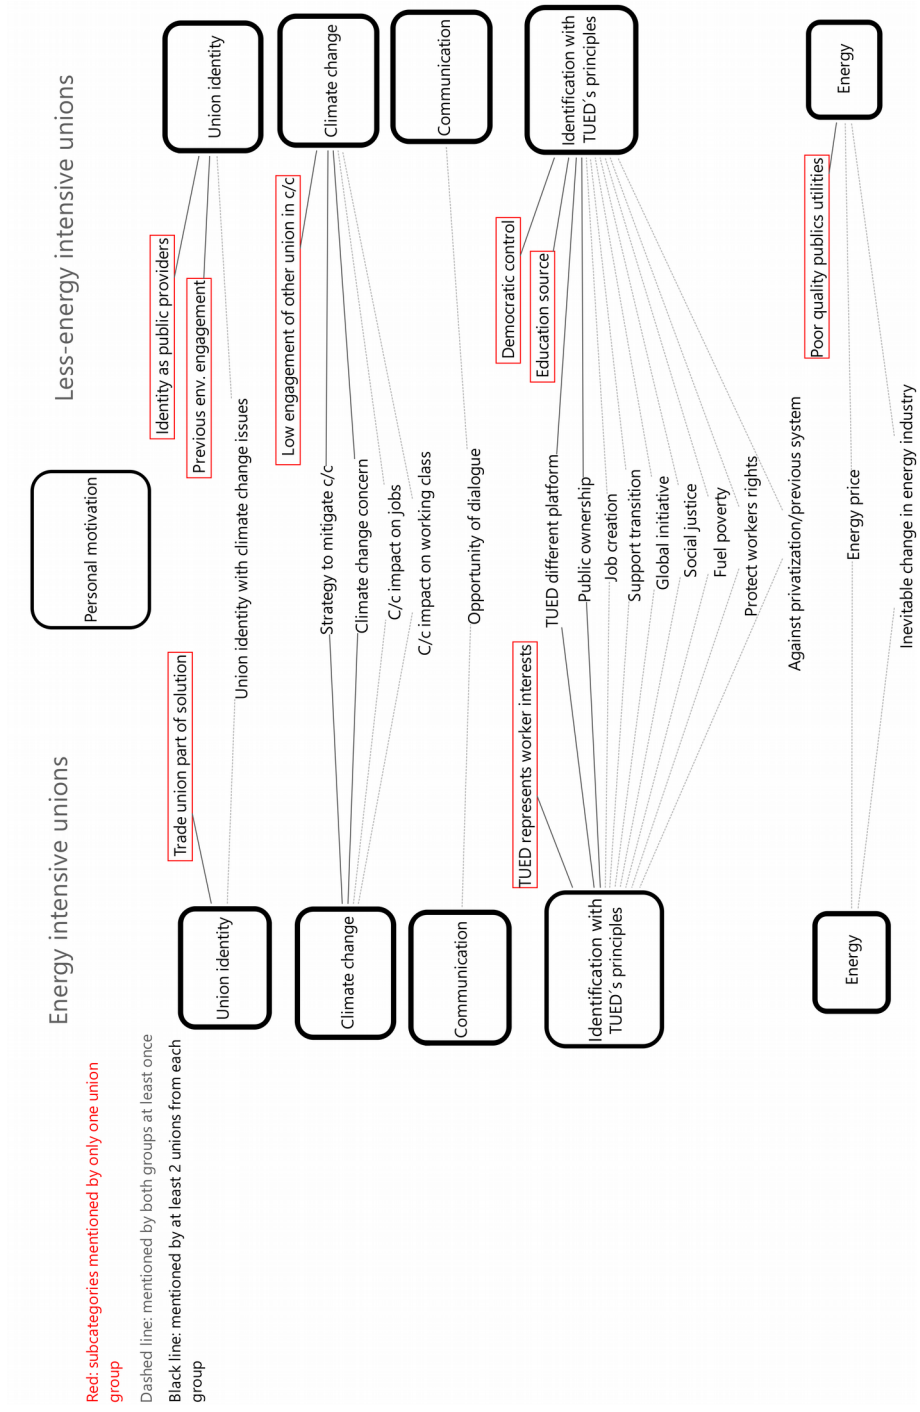 Energy intensive unions
Less-energy intensive unions
Personal motivation
Red: subcategories mentioned by only one union
group
Dashed line: mentioned by both groups at least once
Black line: mentioned by at least 2 unions from each
group
Union identity
Trade union part of solution
Union identity with climate change issues
Identity as public providers
Previous env. engagement
Union identity
Climate change
Strategy to mitigate c/c
Climate change concern
C/c impact on jobs
C/c impact on working class
Low engagement of other union in c/c
Climate change
Communication
Opportunity of dialogue
Communication
Identification with
TUED´s principles
TUED represents worker interests
TUED different platform
Public ownership
Job creation
Support transition
Global initiative
Social justice
Fuel poverty
Protect workers rights
Against privatization/previous system
Democratic control
Education source
Identification with
TUED´s principles
Energy
Energy price
Inevitable change in energy industry
Poor quality publics utilities
Energy